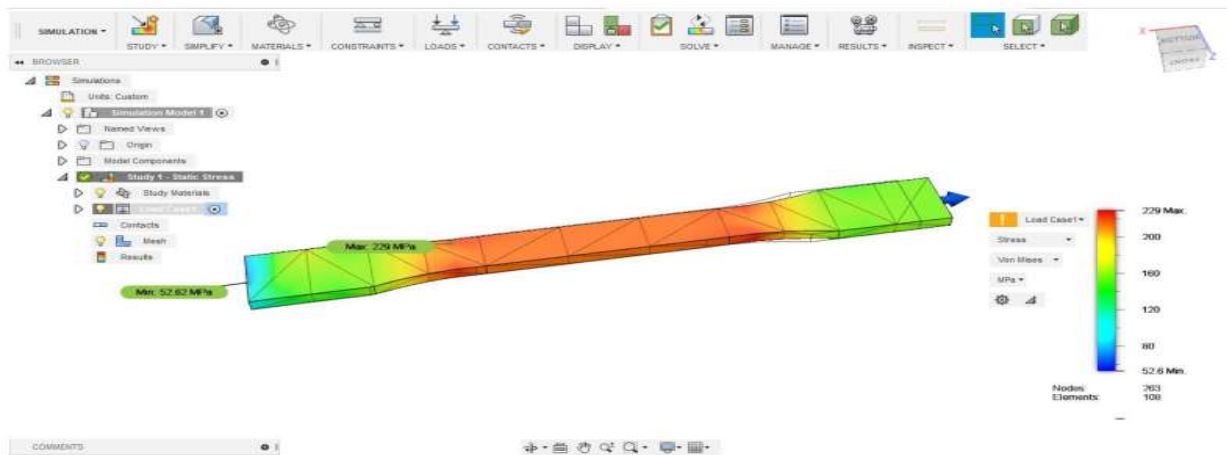 SIMULATION
STUDY SIMPLIFY MATERIALS CONSTRAINTS LOADS CONTACTS DISPLAY SOLVE MANAGE RESULTS INSPECT SELECT
BROWSER
Simulations
Units: Custom
Simulation Model 1
Named Views
Origin
Model Components
Study 1 - Static Stress
Study Materials
Load Case1
Contacts
Mesh
Results
Max: 229 MPa
Min: 52.62 MPa
X
BOTTOM
Z
Load Case1
Stress
Von Mises
MPa
229 Max.
200
160
120
80
52.6 Min.
Nodes: 263
Elements: 108
COMMENTS